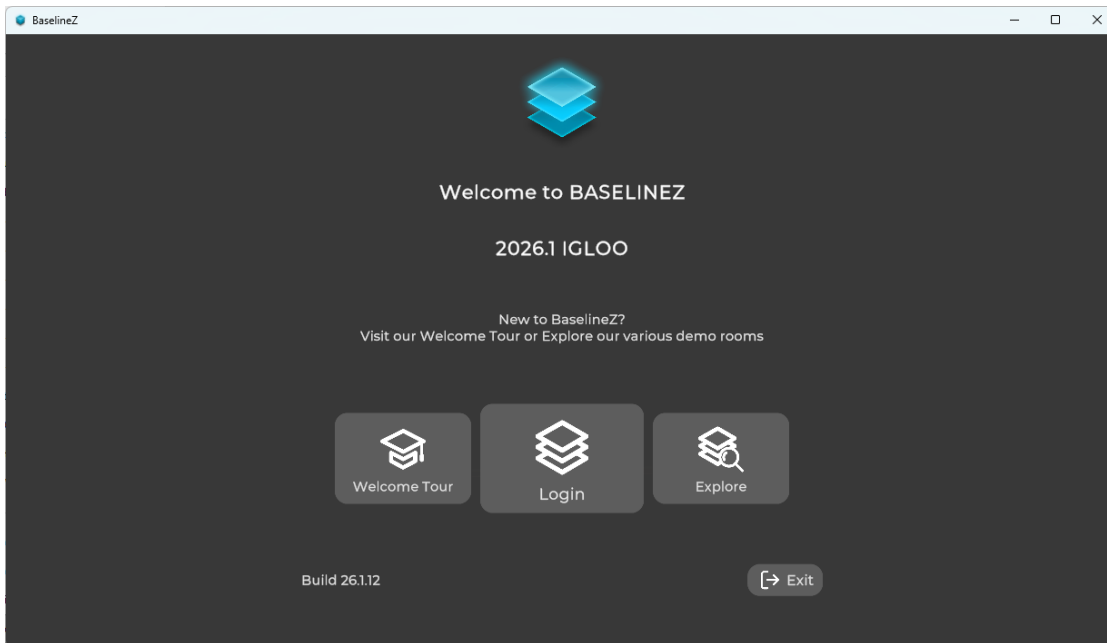 BaselineZ
Welcome to BASELINEZ
2026.1 IGLOO
New to BaselineZ?
Visit our Welcome Tour or Explore our various demo rooms
Welcome Tour
Login
Explore
Build 26.1.12
Exit